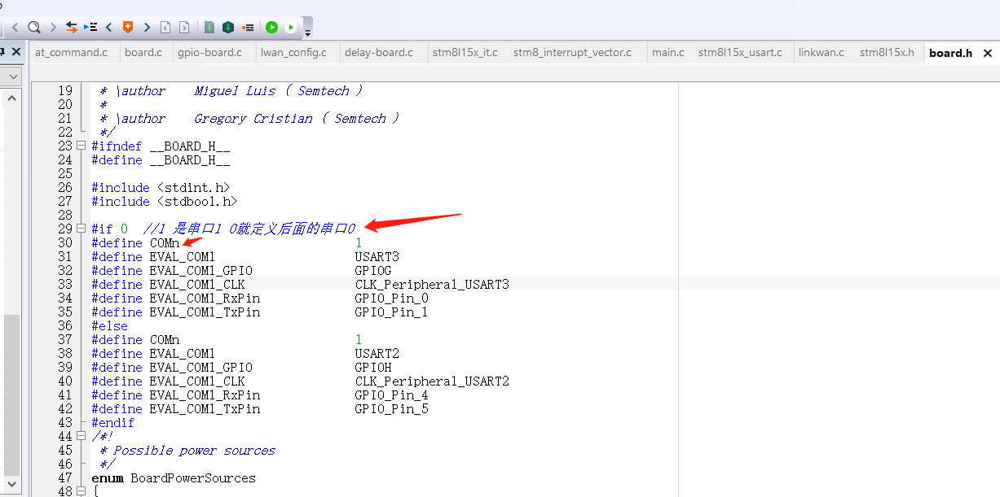 at_command.c board.c gpio-board.c lwan_config.c delay-board.c stm8l15x_it.c stm8_interrupt_vector.c main.c stm8l15x_usart.c linkwan.c stm8l15x.h board.h
19 * \author Miguel Luis ( Semtech )
20 *
21 * \author Gregory Cristian ( Semtech )
22 */
23 #ifndef __BOARD_H__
24 #define __BOARD_H__
25
26 #include <stdint.h>
27 #include <stdbool.h>
28
29 #if 0 //1 是串口1 0就定义后面的串口0
30 #define COMn 1
31 #define EVAL_COM1 USART3
32 #define EVAL_COM1_GPIO GPIOG
33 #define EVAL_COM1_CLK CLK_Peripheral_USART3
34 #define EVAL_COM1_RxPin GPIO_Pin_0
35 #define EVAL_COM1_TxPin GPIO_Pin_1
36 #else
37 #define COMn 1
38 #define EVAL_COM1 USART2
39 #define EVAL_COM1_GPIO GPIOH
40 #define EVAL_COM1_CLK CLK_Peripheral_USART2
41 #define EVAL_COM1_RxPin GPIO_Pin_4
42 #define EVAL_COM1_TxPin GPIO_Pin_5
43 #endif
44 /*!
45 * Possible power sources
46 */
47 enum BoardPowerSources
48 {